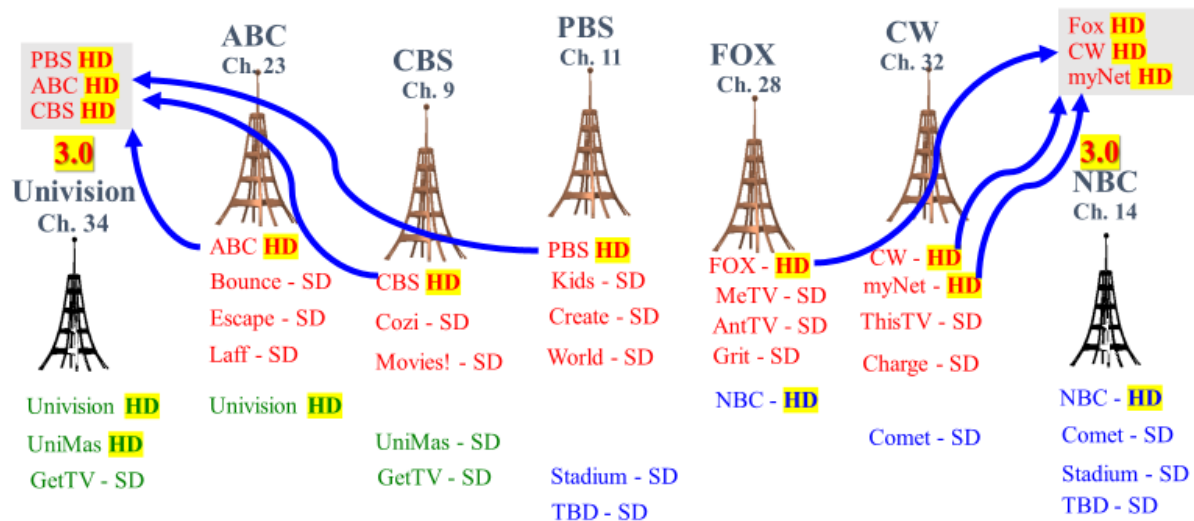 PBS HD
ABC HD
CBS HD
3.0
Univision
Ch. 34
Univision HD
UniMas HD
GetTV - SD
ABC
Ch. 23
ABC HD
Bounce - SD
Escape - SD
Laff - SD
Univision HD
CBS
Ch. 9
CBS HD
Cozi - SD
Movies! - SD
UniMas - SD
GetTV - SD
PBS
Ch. 11
PBS HD
Kids - SD
Create - SD
World - SD
Stadium - SD
TBD - SD
FOX
Ch. 28
FOX - HD
MeTV - SD
AntTV - SD
Grit - SD
NBC - HD
CW
Ch. 32
CW - HD
myNet - HD
ThisTV - SD
Charge - SD
Comet - SD
Fox HD
CW HD
myNet HD
3.0
NBC
Ch. 14
NBC - HD
Comet - SD
Stadium - SD
TBD - SD